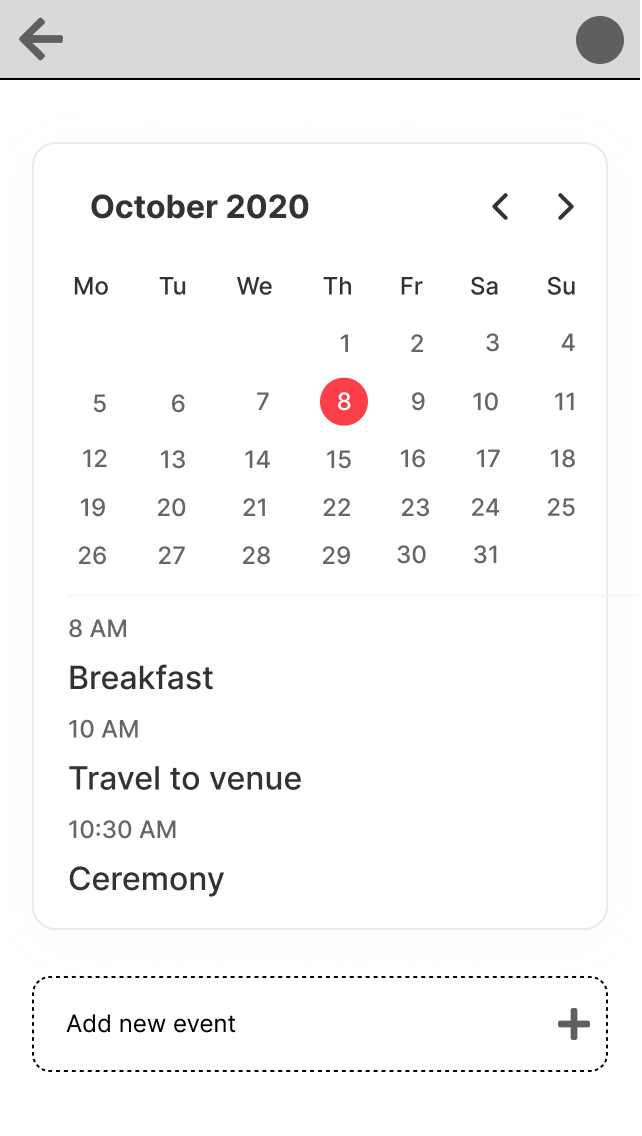 October 2020
Mo Tu We Th Fr Sa Su
1 2 3 4
5 6 7 8 9 10 11
12 13 14 15 16 17 18
19 20 21 22 23 24 25
26 27 28 29 30 31
8 AM
Breakfast
10 AM
Travel to venue
10:30 AM
Ceremony
Add new event